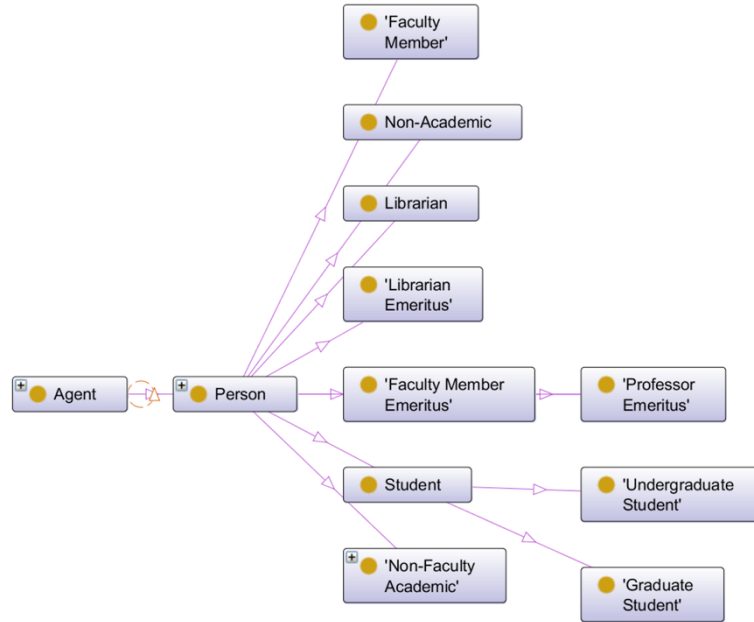 'Faculty
Member'
Non-Academic
Librarian
'Librarian
Emeritus'
Agent
Person
'Faculty Member
Emeritus'
'Professor
Emeritus'
Student
'Undergraduate
Student'
'Non-Faculty
Academic'
'Graduate
Student'